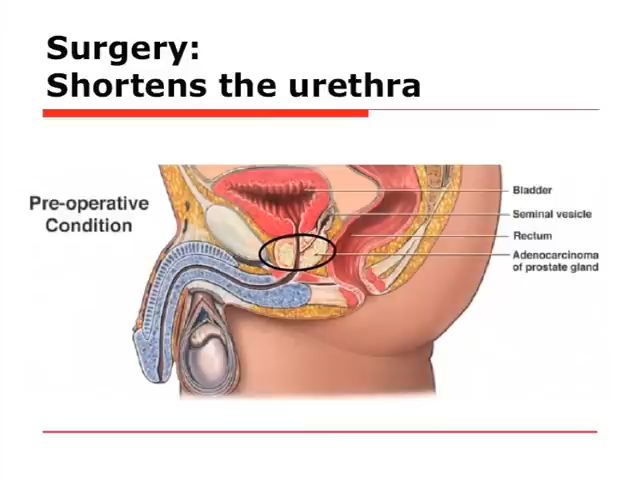 Surgery:
Shortens the urethra
Pre-operative
Condition
Bladder
Seminal vesicle
Rectum
Adenocarcinoma
of prostate gland